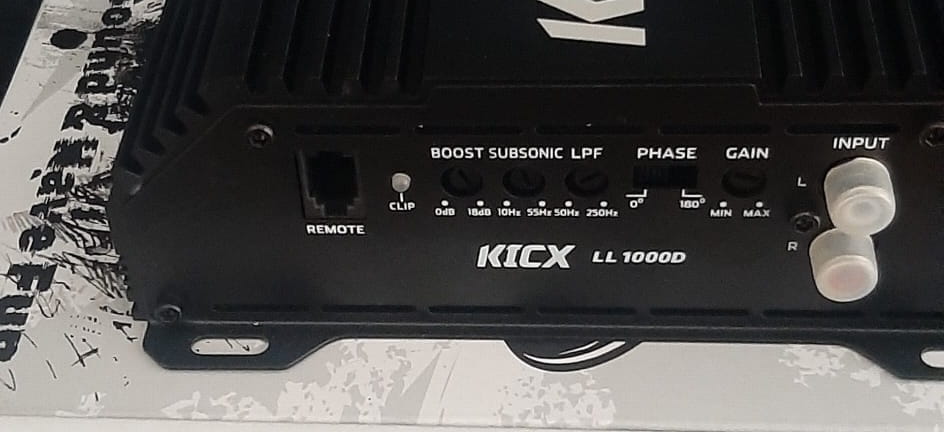 BOOST SUBSONIC LPF PHASE GAIN INPUT
L
CLIP
0dB 18dB 10Hz 55Hz 50Hz 250Hz 0° 180° MIN MAX
REMOTE
R
KICX LL 1000D